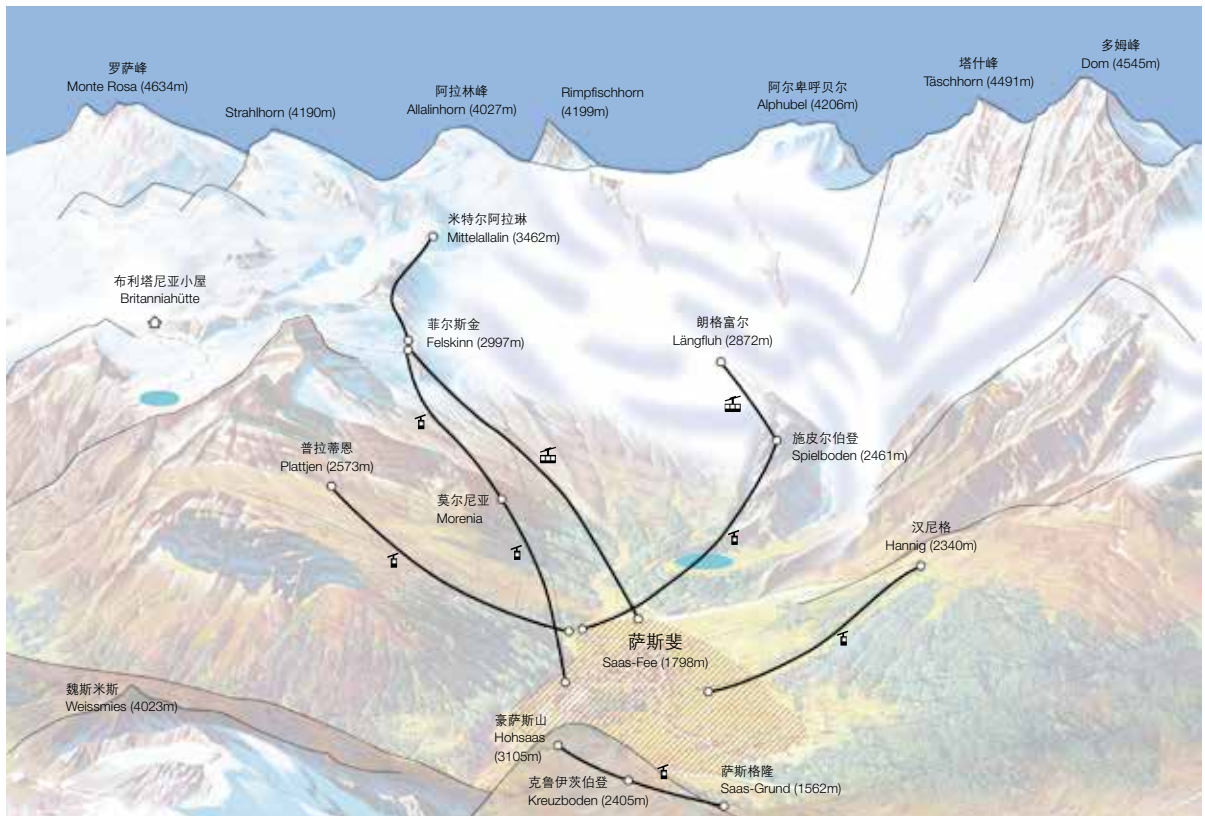 多姆峰
Dom (4545m)
塔什峰
Täschhorn (4491m)
罗萨峰
Monte Rosa (4634m)
Strahlhorn (4190m)
阿拉林峰
Allalinhorn (4027m)
Rimpfischhorn
(4199m)
阿尔卑呼贝尔
Alphubel (4206m)
米特尔阿拉琳
Mittelallalin (3462m)
布利塔尼亚小屋
Britanniahütte
菲尔斯金
Felskinn (2997m)
朗格富尔
Längfluh (2872m)
普拉蒂恩
Plattjen (2573m)
施皮尔伯登
Spielboden (2461m)
莫尔尼亚
Morenia
汉尼格
Hannig (2340m)
萨斯斐
Saas-Fee (1798m)
魏斯米斯
Weissmies (4023m)
豪萨斯山
Hohsaas
(3105m)
克鲁伊茨伯登
Kreuzboden (2405m)
萨斯格隆
Saas-Grund (1562m)